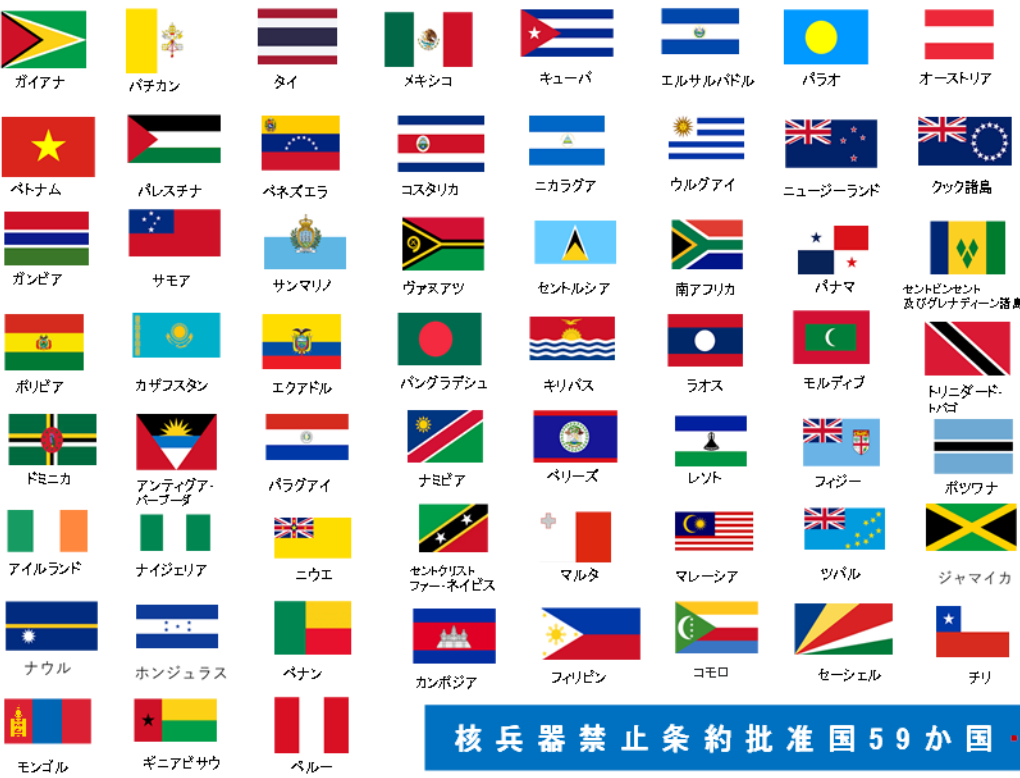 ガイアナ
バチカン
タイ
メキシコ
キューバ
エルサルバドル
パラオ
オーストリア
ベトナム
パレスチナ
ベネズエラ
コスタリカ
ニカラグア
ウルグアイ
ニュージーランド
クック諸島
ガンビア
サモア
サンマリノ
ヴァヌアツ
セントルシア
南アフリカ
パナマ
セントビンセント
及びグレナディーン諸島
ボリビア
カザフスタン
エクアドル
バングラデシュ
キリバス
ラオス
モルディブ
トリニダード・
トバゴ
ドミニカ
アンティグア・
バーブーダ
パラグアイ
ナミビア
ベリーズ
レソト
フィジー
ボツワナ
アイルランド
ナイジェリア
ニウエ
セントクリスト
ファー・ネイビス
マルタ
マレーシア
ツバル
ジャマイカ
ナウル
ホンジュラス
ベナン
カンボジア
フィリピン
コモロ
セーシェル
チリ
モンゴル
ギニアビサウ
ペルー
核兵器禁止条約批准国59か国